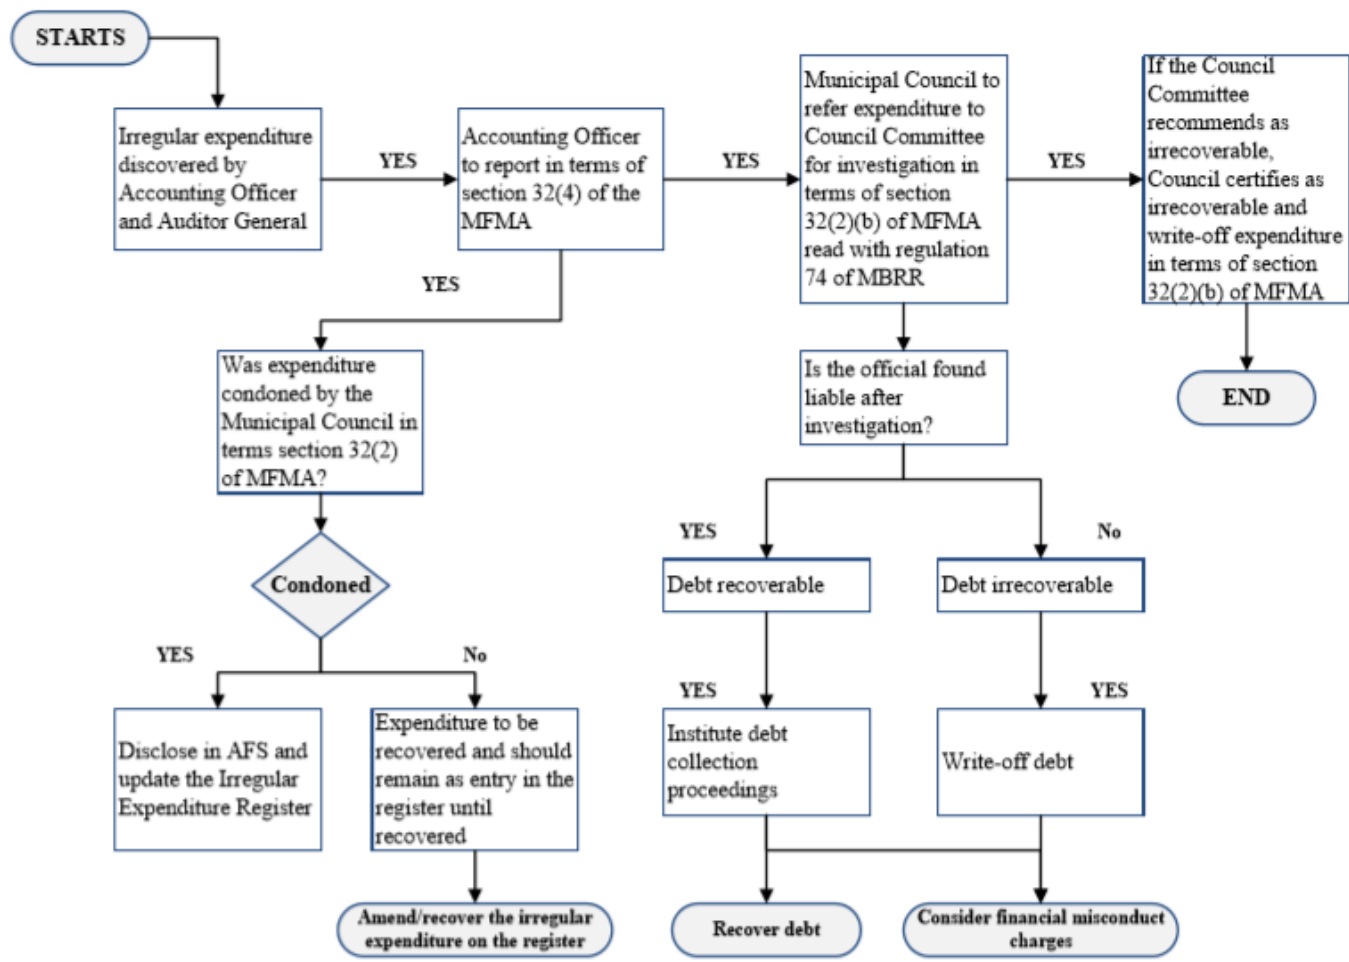 STARTS
Irregular expenditure
discovered by
Accounting Officer
and Auditor General
YES
Accounting Officer
to report in terms of
section 32(4) of the
MFMA
YES
Municipal Council to
refer expenditure to
Council Committee
for investigation in
terms of section
32(2)(b) of MFMA
read with regulation
74 of MBRR
YES
If the Council
Committee
recommends as
irrecoverable,
Council certifies as
irrecoverable and
write-off expenditure
in terms of section
32(2)(b) of MFMA
END
YES
Was expenditure
condoned by the
Municipal Council in
terms section 32(2)
of MFMA?
Condoned
YES
No
Disclose in AFS and
update the Irregular
Expenditure Register
Expenditure to be
recovered and should
remain as entry in the
register until
recovered
Amend/recover the irregular
expenditure on the register
Is the official found
liable after
investigation?
YES
No
Debt recoverable
Debt irrecoverable
YES
YES
Institute debt
collection
proceedings
Write-off debt
Recover debt
Consider financial misconduct
charges